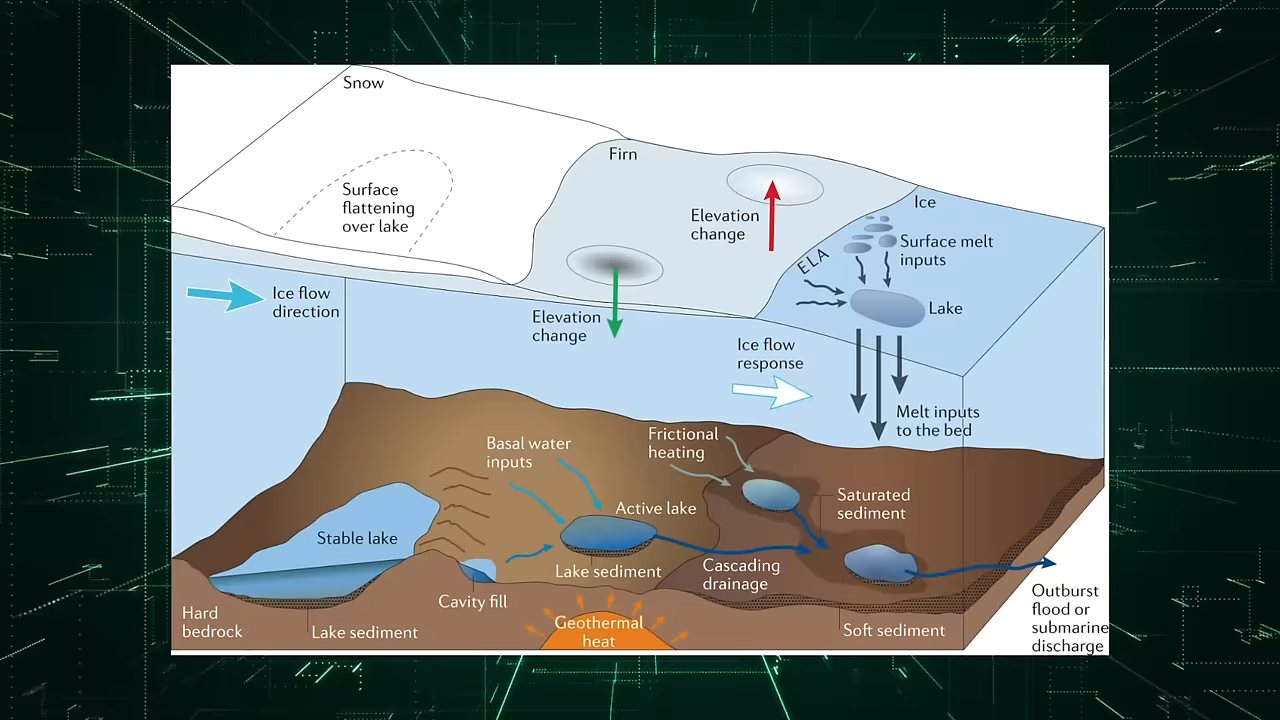 Snow
Firn
Surface
flattening
over lake
Elevation
change
Ice
Surface melt
inputs
ELA
Ice flow
direction
Elevation
change
Lake
Ice flow
response
Melt inputs
to the bed
Basal water
inputs
Frictional
heating
Saturated
sediment
Active lake
Stable lake
Lake sediment
Cascading
drainage
Cavity fill
Outburst
flood or
submarine
discharge
Hard
bedrock
Lake sediment
Geothermal
heat
Soft sediment